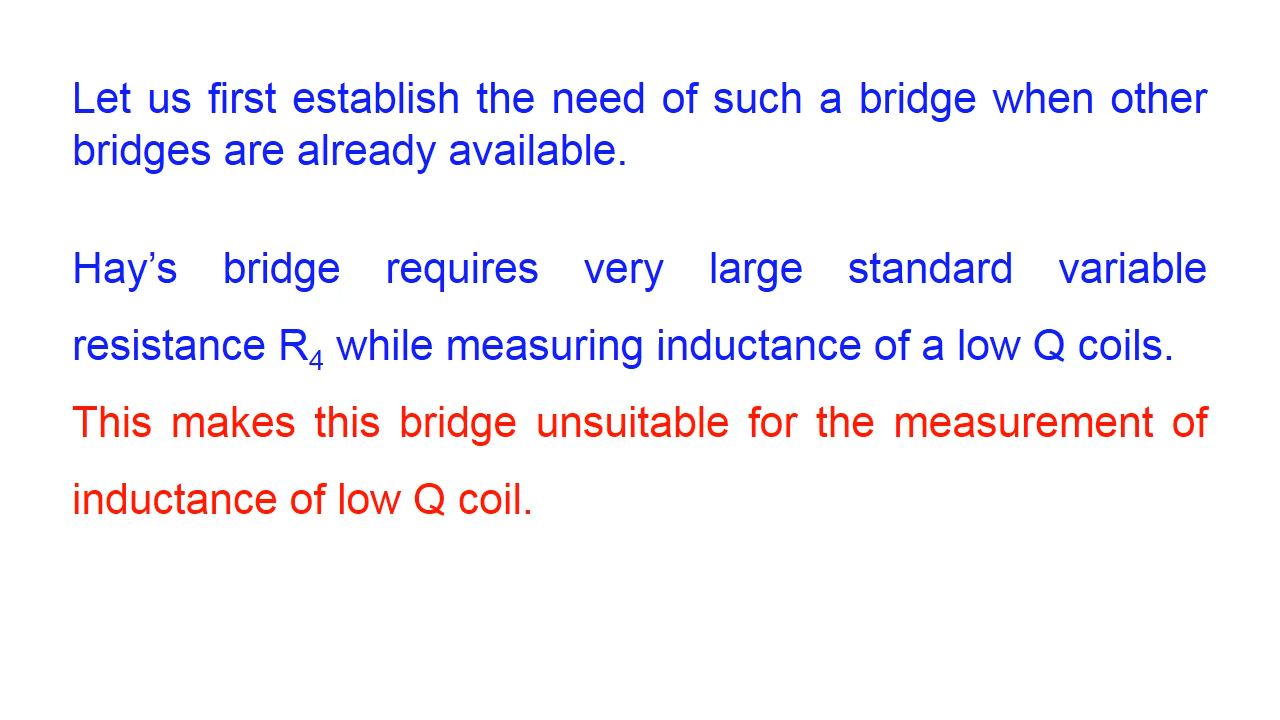 Let us first establish the need of such a bridge when other
bridges are already available.
Hay’s bridge requires very large standard variable
resistance R₄ while measuring inductance of a low Q coils.
This makes this bridge unsuitable for the measurement of
inductance of low Q coil.